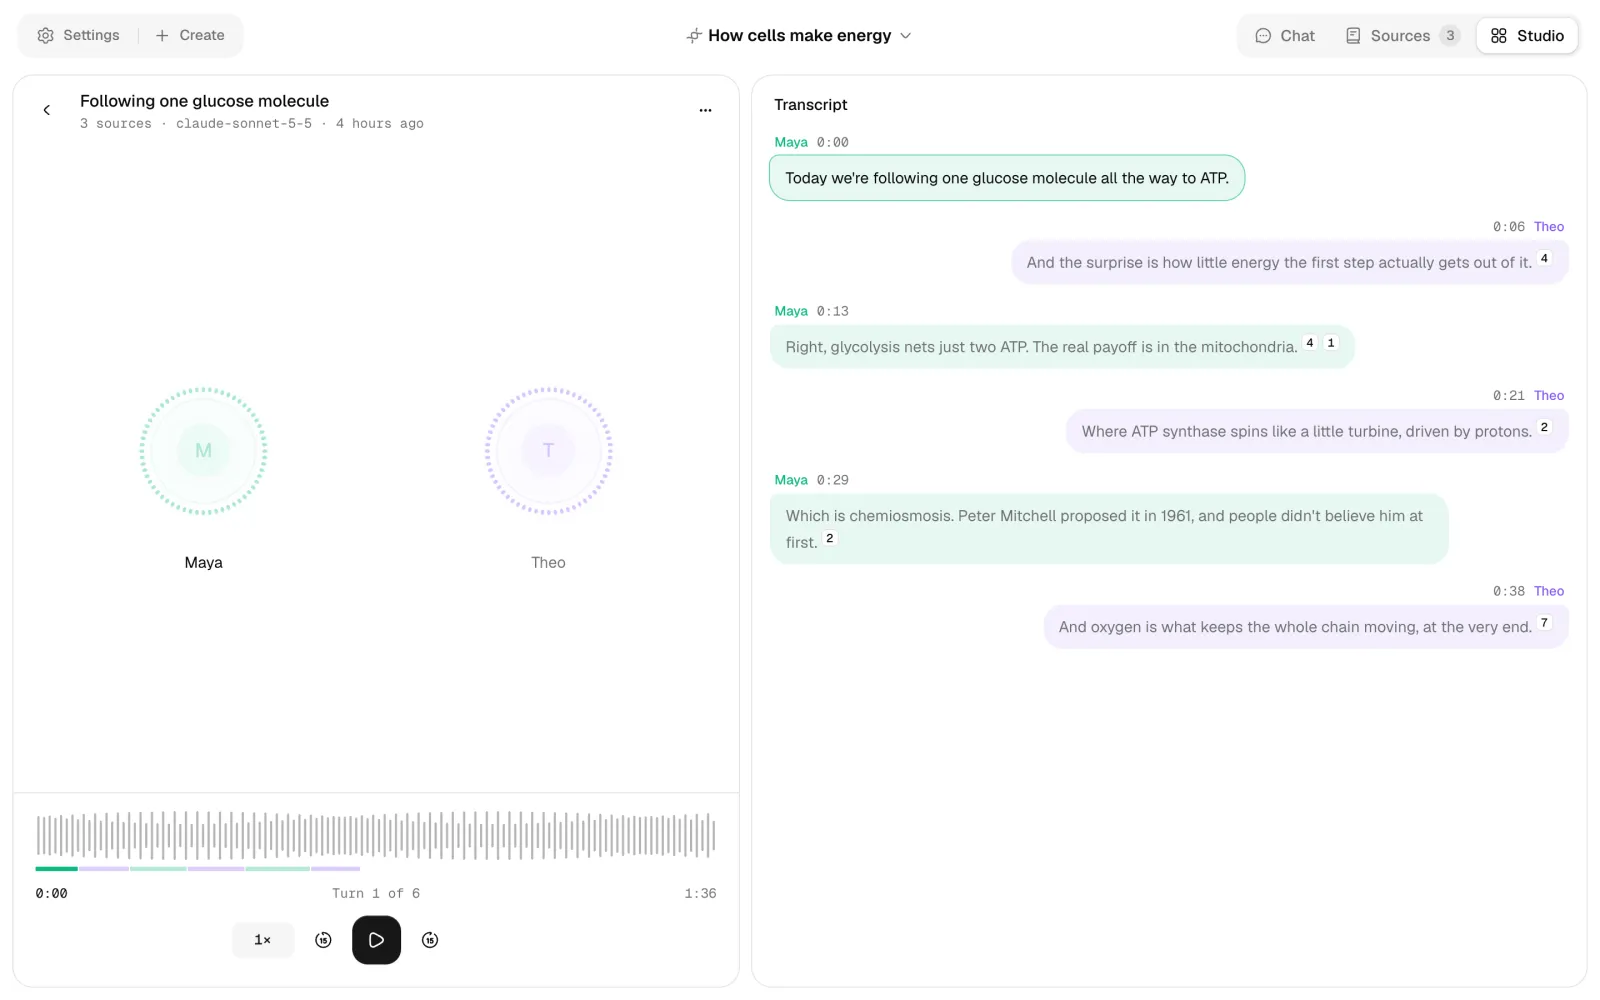 Settings
Create
How cells make energy
Chat
Sources 3
Studio
Following one glucose molecule
3 sources · claude-sonnet-5-5 · 4 hours ago
M
T
Maya
Theo
0:00
Turn 1 of 6
1:36
1×
15
15
Transcript
Maya 0:00
Today we're following one glucose molecule all the way to ATP.
0:06 Theo
And the surprise is how little energy the first step actually gets out of it. 4
Maya 0:13
Right, glycolysis nets just two ATP. The real payoff is in the mitochondria. 4 1
0:21 Theo
Where ATP synthase spins like a little turbine, driven by protons. 2
Maya 0:29
Which is chemiosmosis. Peter Mitchell proposed it in 1961, and people didn't believe him at
first. 2
0:38 Theo
And oxygen is what keeps the whole chain moving, at the very end. 7